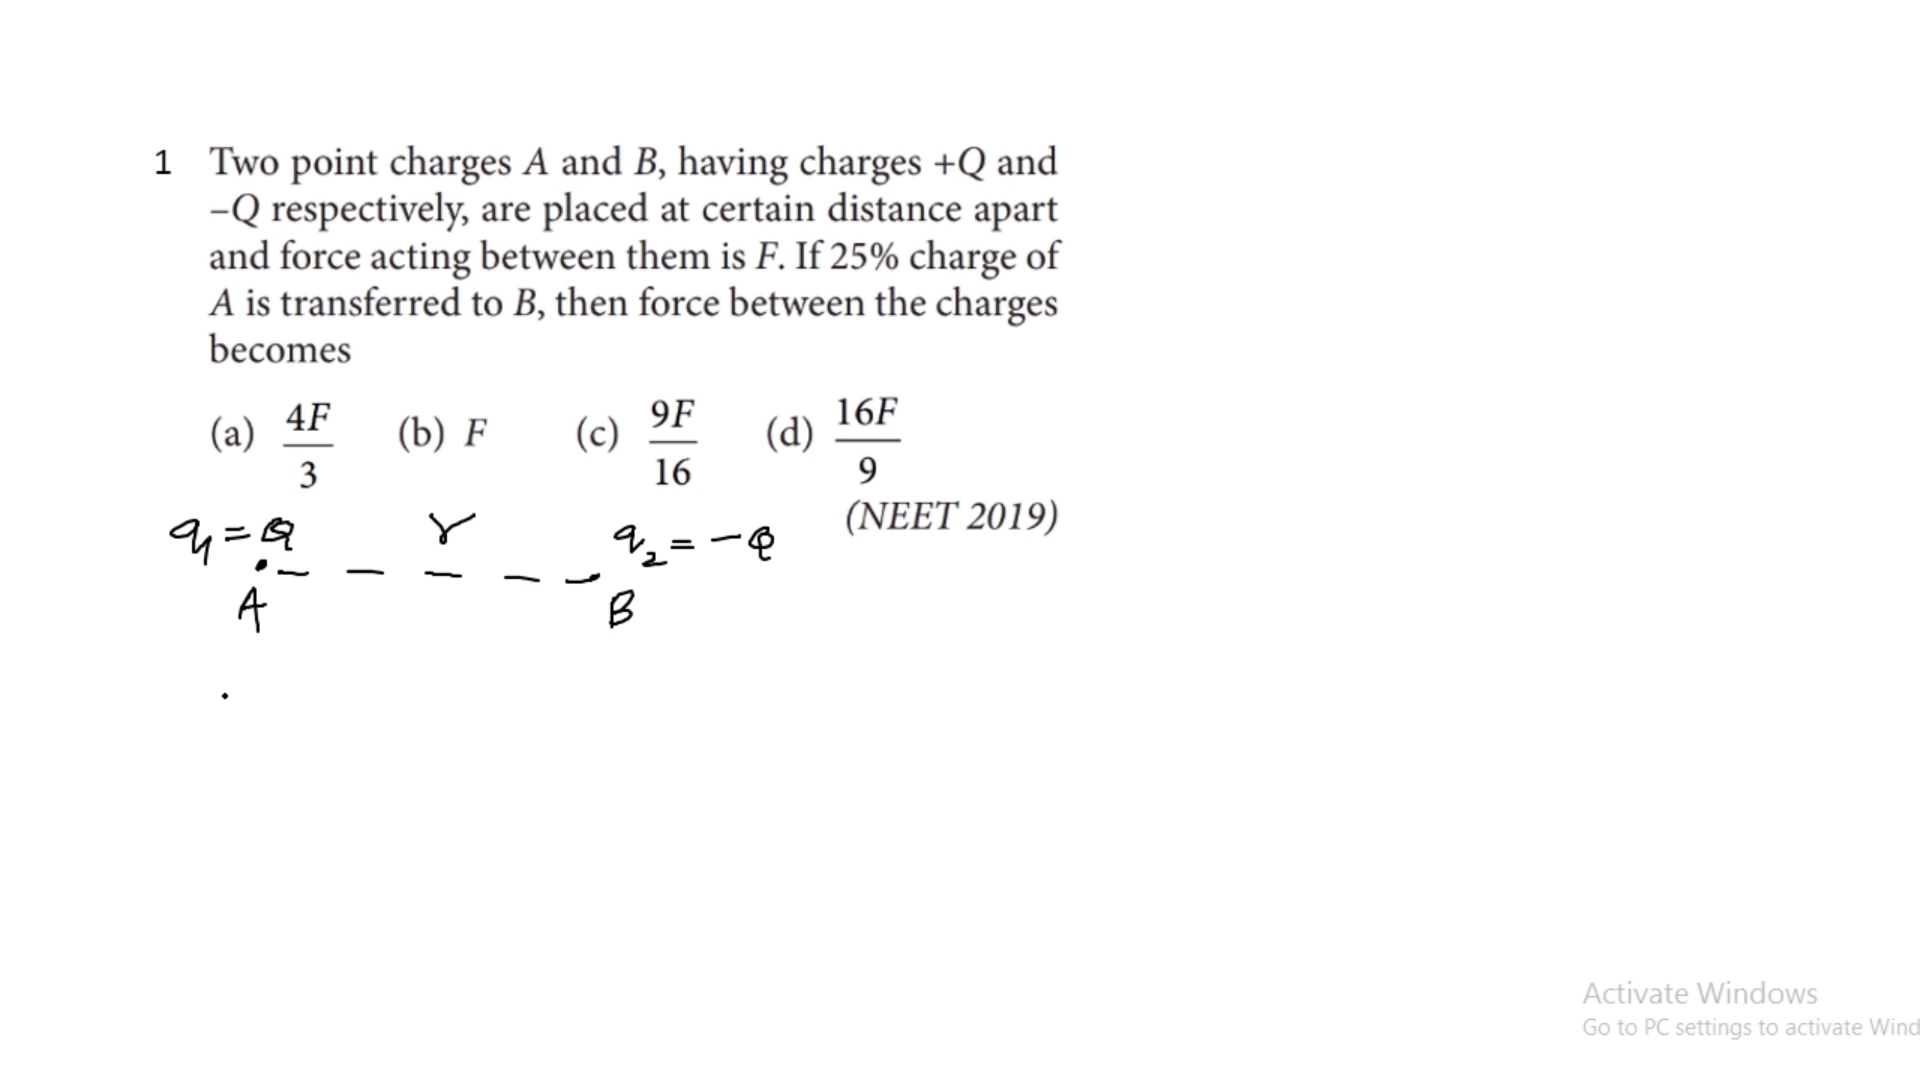 1 Two point charges A and B, having charges +Q and
–Q respectively, are placed at certain distance apart
and force acting between them is F. If 25% charge of
A is transferred to B, then force between the charges
becomes
(a) 4F/3 (b) F (c) 9F/16 (d) 16F/9
(NEET 2019)
q₁ = Q r q₂ = -Q
A B
Activate Windows
Go to PC settings to activate Wind